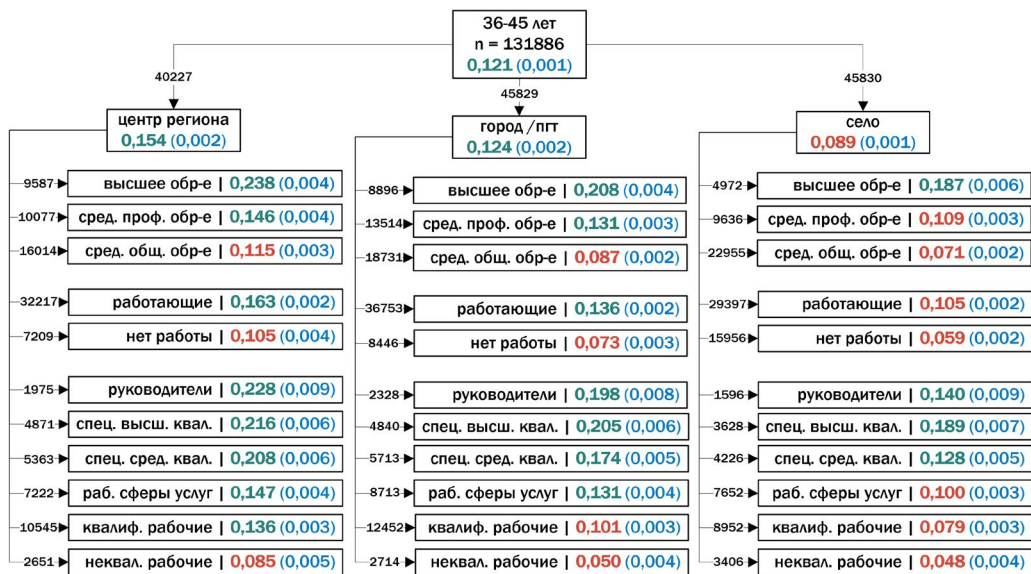 36-45 лет
n = 131886
0,121 (0,001)
40227
45829
45830
центр региона
0,154 (0,002)
9587 высшее обр-е | 0,238 (0,004)
10077 сред. проф. обр-е | 0,146 (0,004)
16014 сред. общ. обр-е | 0,115 (0,003)
32217 работающие | 0,163 (0,002)
7209 нет работы | 0,105 (0,004)
1975 руководители | 0,228 (0,009)
4871 спец. высш. квал. | 0,216 (0,006)
5363 спец. сред. квал. | 0,208 (0,006)
7222 раб. сферы услуг | 0,147 (0,004)
10545 квалиф. рабочие | 0,136 (0,003)
2651 неквал. рабочие | 0,085 (0,005)
город /пгт
0,124 (0,002)
8896 высшее обр-е | 0,208 (0,004)
13514 сред. проф. обр-е | 0,131 (0,003)
18731 сред. общ. обр-е | 0,087 (0,002)
36753 работающие | 0,136 (0,002)
8446 нет работы | 0,073 (0,003)
2328 руководители | 0,198 (0,008)
4840 спец. высш. квал. | 0,205 (0,006)
5713 спец. сред. квал. | 0,174 (0,005)
8713 раб. сферы услуг | 0,131 (0,004)
12452 квалиф. рабочие | 0,101 (0,003)
2714 неквал. рабочие | 0,050 (0,004)
село
0,089 (0,001)
4972 высшее обр-е | 0,187 (0,006)
9636 сред. проф. обр-е | 0,109 (0,003)
22955 сред. общ. обр-е | 0,071 (0,002)
29397 работающие | 0,105 (0,002)
15956 нет работы | 0,059 (0,002)
1596 руководители | 0,140 (0,009)
3628 спец. высш. квал. | 0,189 (0,007)
4226 спец. сред. квал. | 0,128 (0,005)
7652 раб. сферы услуг | 0,100 (0,003)
8952 квалиф. рабочие | 0,079 (0,003)
3406 неквал. рабочие | 0,048 (0,004)